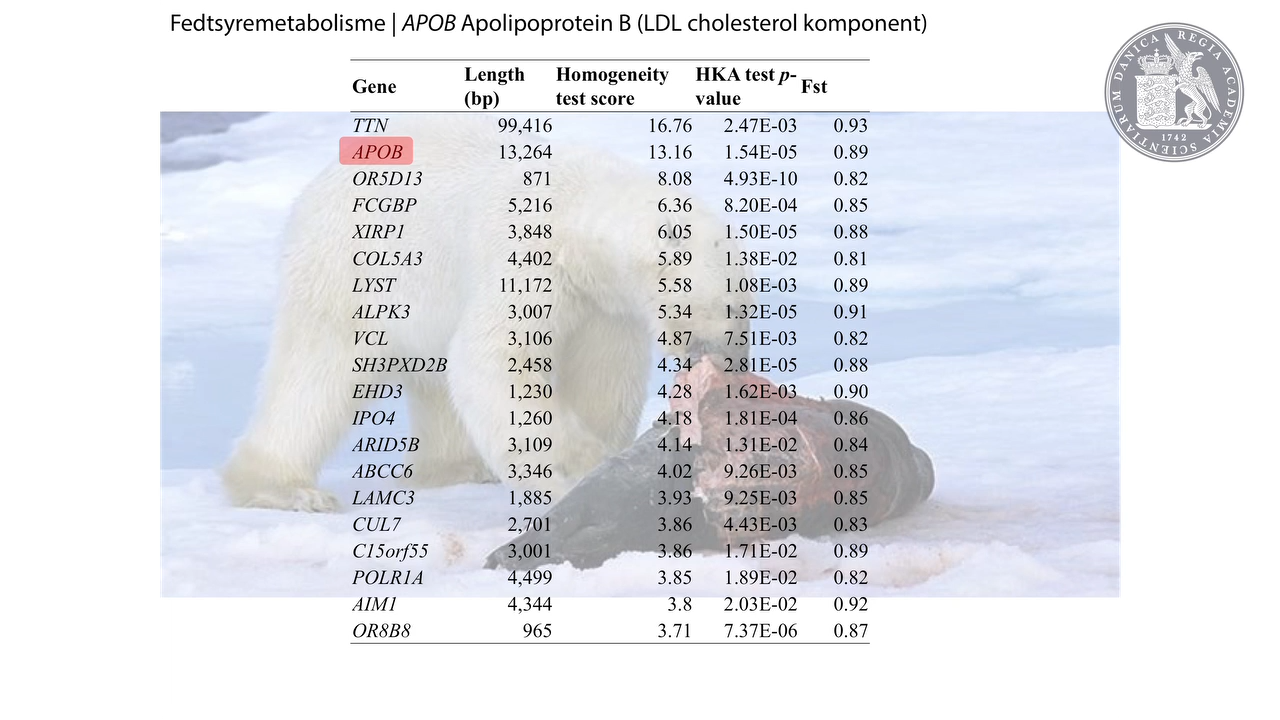 Fedtsyremetabolisme | APOB Apolipoprotein B (LDL cholesterol komponent)
Gene Length (bp) Homogeneity test score HKA test p-value Fst
TTN 99,416 16.76 2.47E-03 0.93
APOB 13,264 13.16 1.54E-05 0.89
OR5D13 871 8.08 4.93E-10 0.82
FCGBP 5,216 6.36 8.20E-04 0.85
XIRP1 3,848 6.05 1.50E-05 0.88
COL5A3 4,402 5.89 1.38E-02 0.81
LYST 11,172 5.58 1.08E-03 0.89
ALPK3 3,007 5.34 1.32E-05 0.91
VCL 3,106 4.87 7.51E-03 0.82
SH3PXD2B 2,458 4.34 2.81E-05 0.88
EHD3 1,230 4.28 1.62E-03 0.90
IPO4 1,260 4.18 1.81E-04 0.86
ARID5B 3,109 4.14 1.31E-02 0.84
ABCC6 3,346 4.02 9.26E-03 0.85
LAMC3 1,885 3.93 9.25E-03 0.85
CUL7 2,701 3.86 4.43E-03 0.83
C15orf55 3,001 3.86 1.71E-02 0.89
POLR1A 4,499 3.85 1.89E-02 0.82
AIM1 4,344 3.8 2.03E-02 0.92
OR8B8 965 3.71 7.37E-06 0.87
REGIA ACADEMIA SCIENTIARUM DANICA
1742